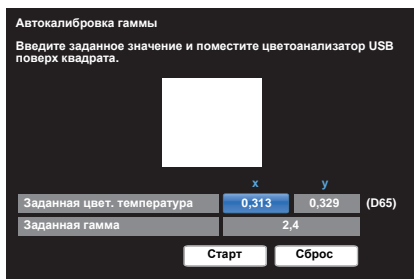 Автокалибровка гаммы
Введите заданное значение и поместите цветоанализатор USB
поверх квадрата.
x y
Заданная цвет. температура 0,313 0,329 (D65)
Заданная гамма 2,4
Старт Сброс